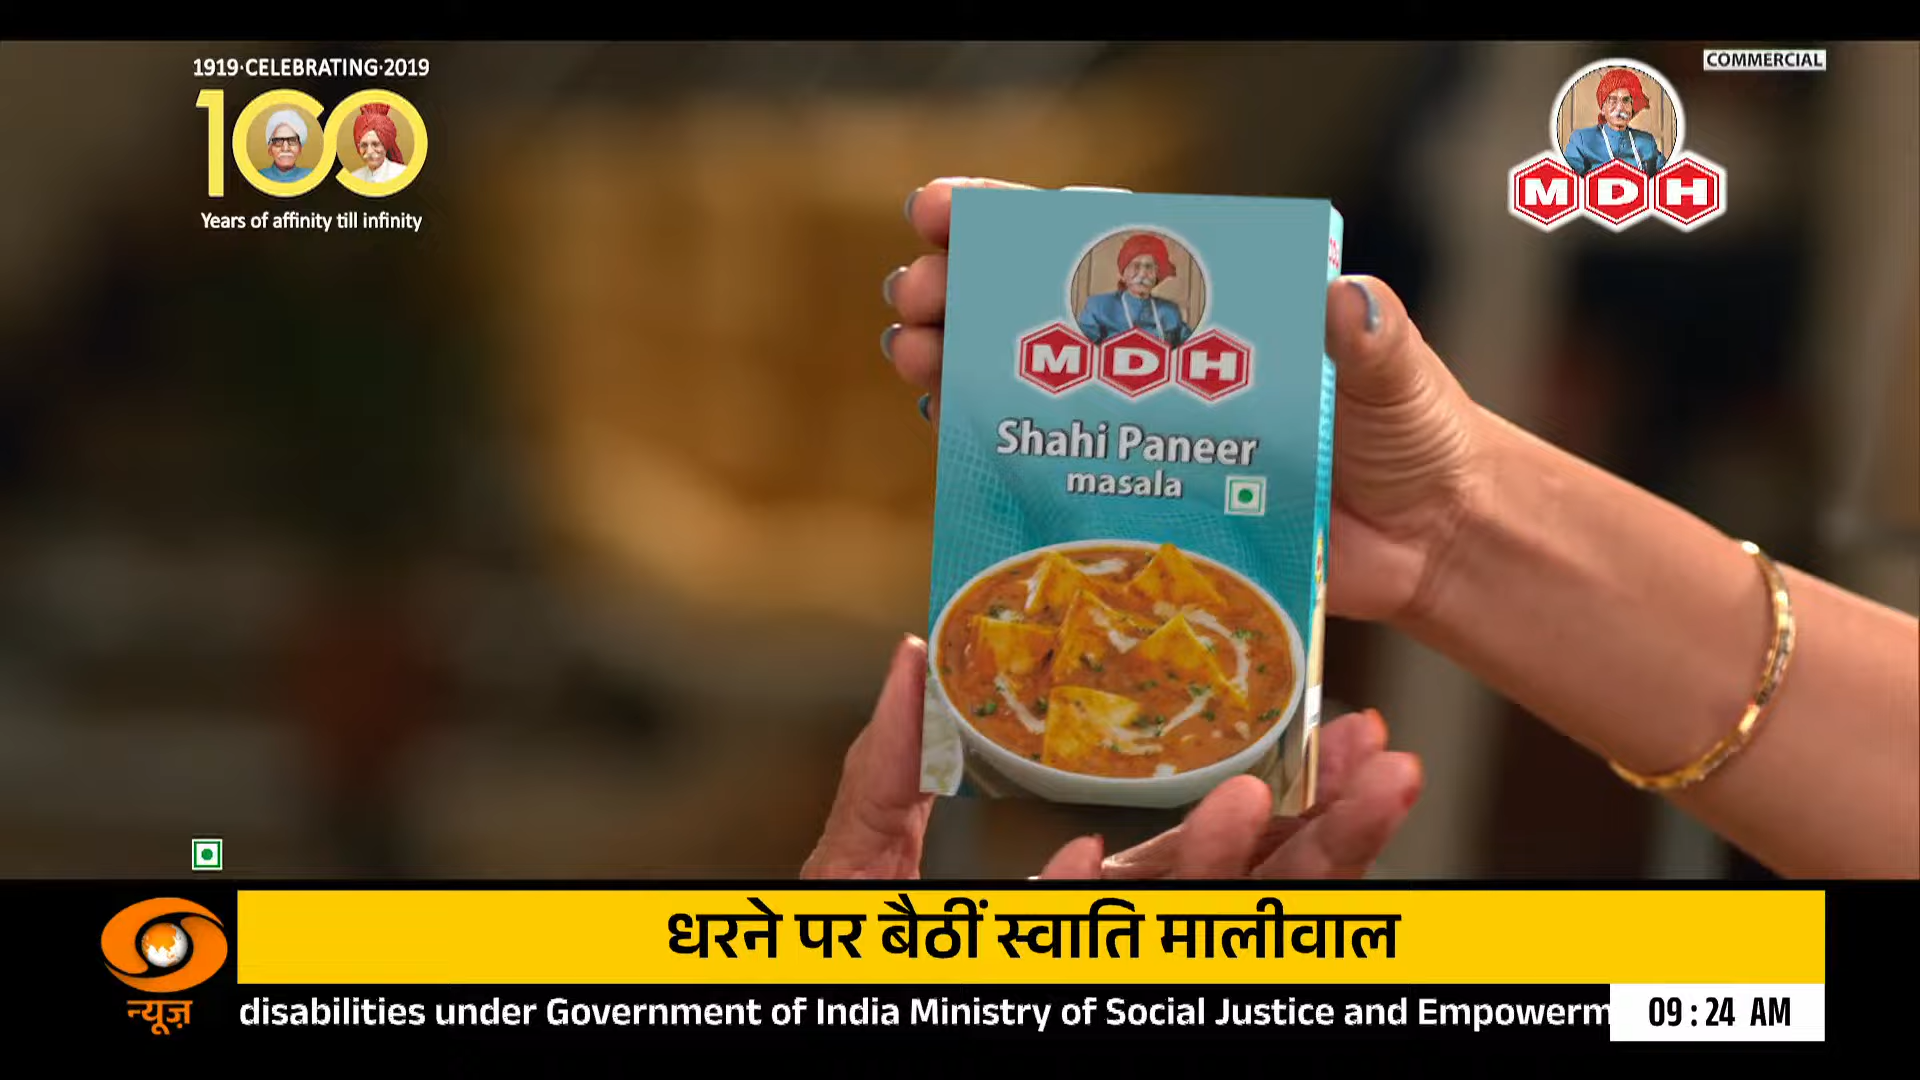 1919·CELEBRATING·2019
100
Years of affinity till infinity
COMMERCIAL
MDH
MDH
Shahi Paneer
masala
धरने पर बैठीं स्वाति मालीवाल
न्यूज़
disabilities under Government of India Ministry of Social Justice and Empowerm
09:24 AM